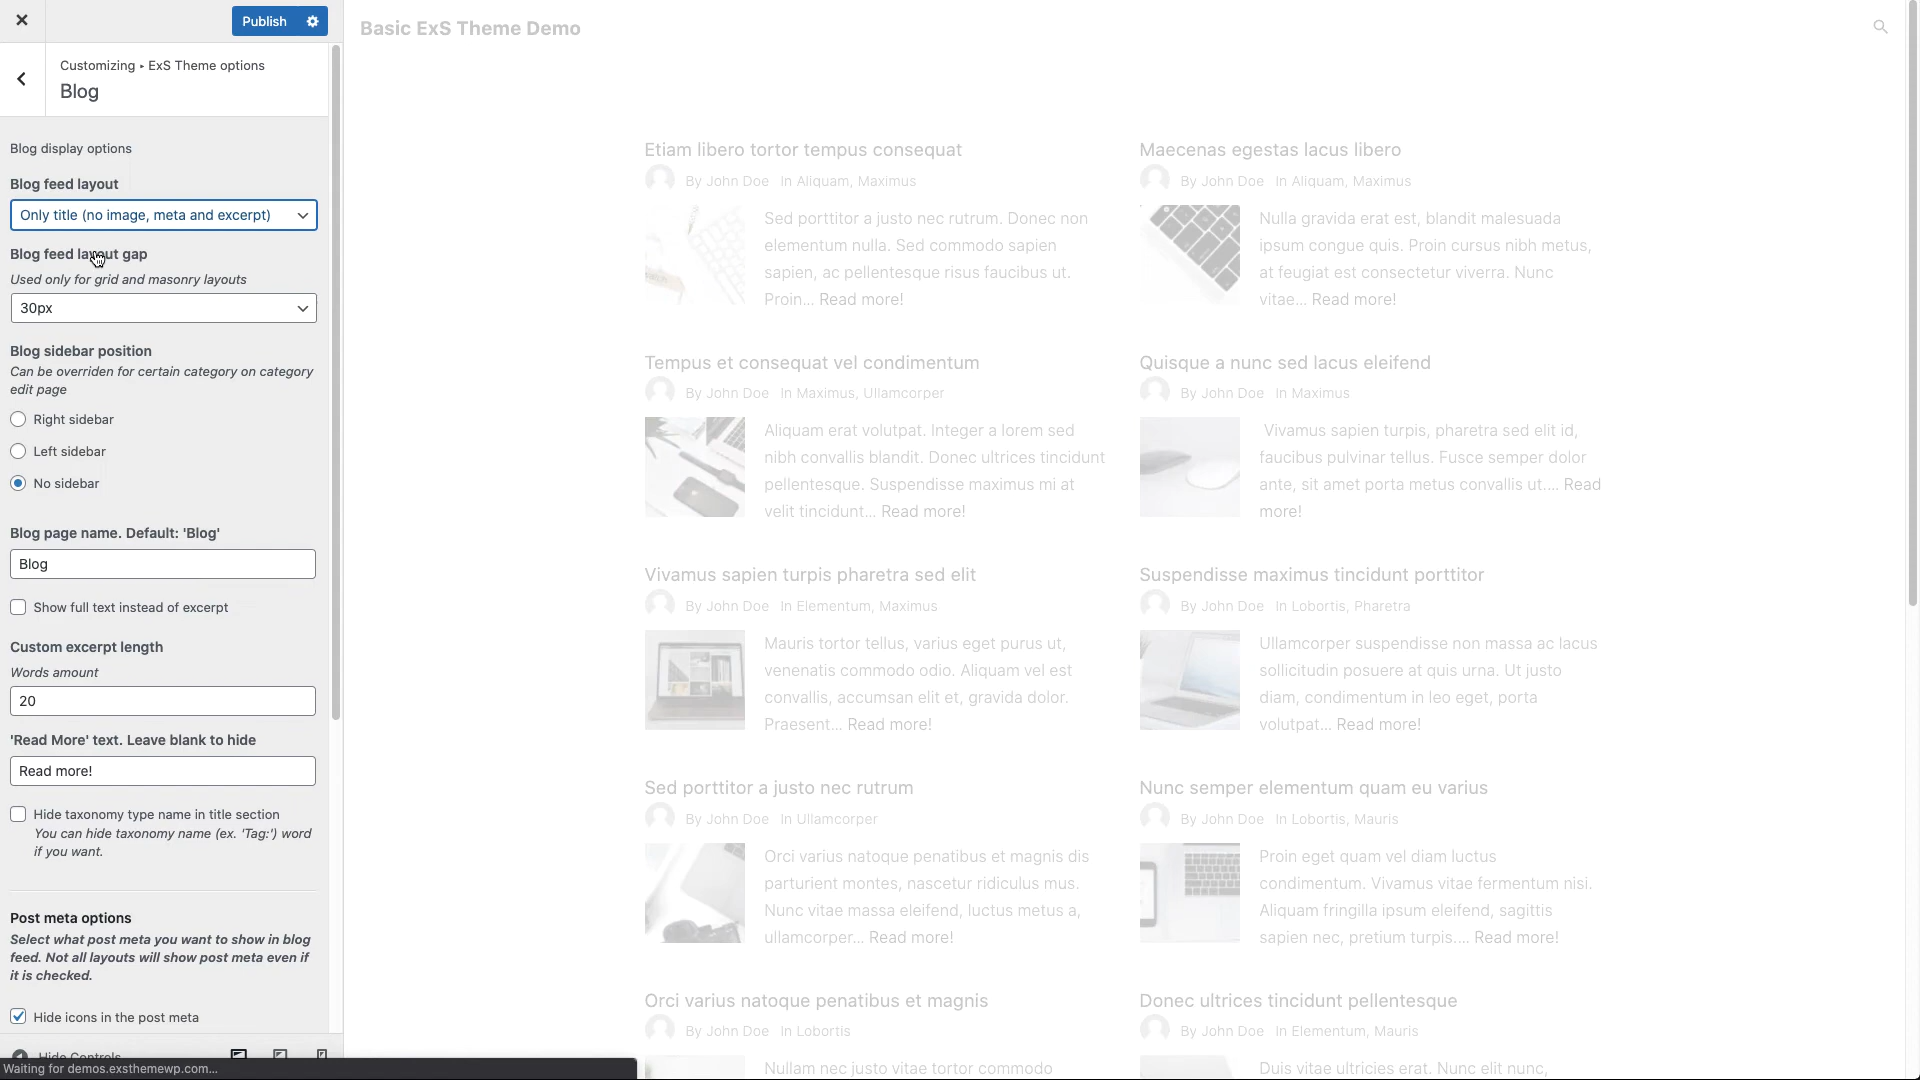 Publish
Customizing ▸ ExS Theme options
Blog
Blog display options
Blog feed layout
Only title (no image, meta and excerpt)
Blog feed layout gap
Used only for grid and masonry layouts
30px
Blog sidebar position
Can be overriden for certain category on category
edit page
Right sidebar
Left sidebar
No sidebar
Blog page name. Default: 'Blog'
Blog
Show full text instead of excerpt
Custom excerpt length
Words amount
20
'Read More' text. Leave blank to hide
Read more!
Hide taxonomy type name in title section
You can hide taxonomy name (ex. 'Tag:') word
if you want.
Post meta options
Select what post meta you want to show in blog
feed. Not all layouts will show post meta even if
it is checked.
Hide icons in the post meta
Hide Controls
Waiting for demos.exsthemewp.com...
Basic ExS Theme Demo
Etiam libero tortor tempus consequat
By John Doe In Aliquam, Maximus
Sed porttitor a justo nec rutrum. Donec non
elementum nulla. Sed commodo sapien
sapien, ac pellentesque risus faucibus ut.
Proin... Read more!
Maecenas egestas lacus libero
By John Doe In Aliquam, Maximus
Nulla gravida erat est, blandit malesuada
ipsum congue quis. Proin cursus nibh metus,
at feugiat est consectetur viverra. Nunc
vitae... Read more!
Tempus et consequat vel condimentum
By John Doe In Maximus, Ullamcorper
Aliquam erat volutpat. Integer a lorem sed
nibh convallis blandit. Donec ultrices tincidunt
pellentesque. Suspendisse maximus mi at
velit tincidunt... Read more!
Quisque a nunc sed lacus eleifend
By John Doe In Maximus
Vivamus sapien turpis, pharetra sed elit id,
faucibus pulvinar tellus. Fusce semper dolor
ante, sit amet porta metus convallis ut.... Read
more!
Vivamus sapien turpis pharetra sed elit
By John Doe In Elementum, Maximus
Mauris tortor tellus, varius eget purus ut,
venenatis commodo odio. Aliquam vel est
convallis, accumsan elit et, gravida dolor.
Praesent... Read more!
Suspendisse maximus tincidunt porttitor
By John Doe In Lobortis, Pharetra
Ullamcorper suspendisse non massa ac lacus
sollicitudin posuere at quis urna. Ut justo
diam, condimentum in leo eget, porta
volutpat... Read more!
Sed porttitor a justo nec rutrum
By John Doe In Ullamcorper
Orci varius natoque penatibus et magnis dis
parturient montes, nascetur ridiculus mus.
Nunc vitae massa eleifend, luctus metus a,
ullamcorper... Read more!
Nunc semper elementum quam eu varius
By John Doe In Lobortis, Mauris
Proin eget quam vel diam luctus
condimentum. Vivamus vitae fermentum nisi.
Aliquam fringilla ipsum eleifend, sagittis
sapien nec, pretium turpis.... Read more!
Orci varius natoque penatibus et magnis
By John Doe In Lobortis
Nullam nec justo vitae tortor commodo
Donec ultrices tincidunt pellentesque
By John Doe In Elementum, Mauris
Duis vitae ultricies erat. Nunc elit nunc,